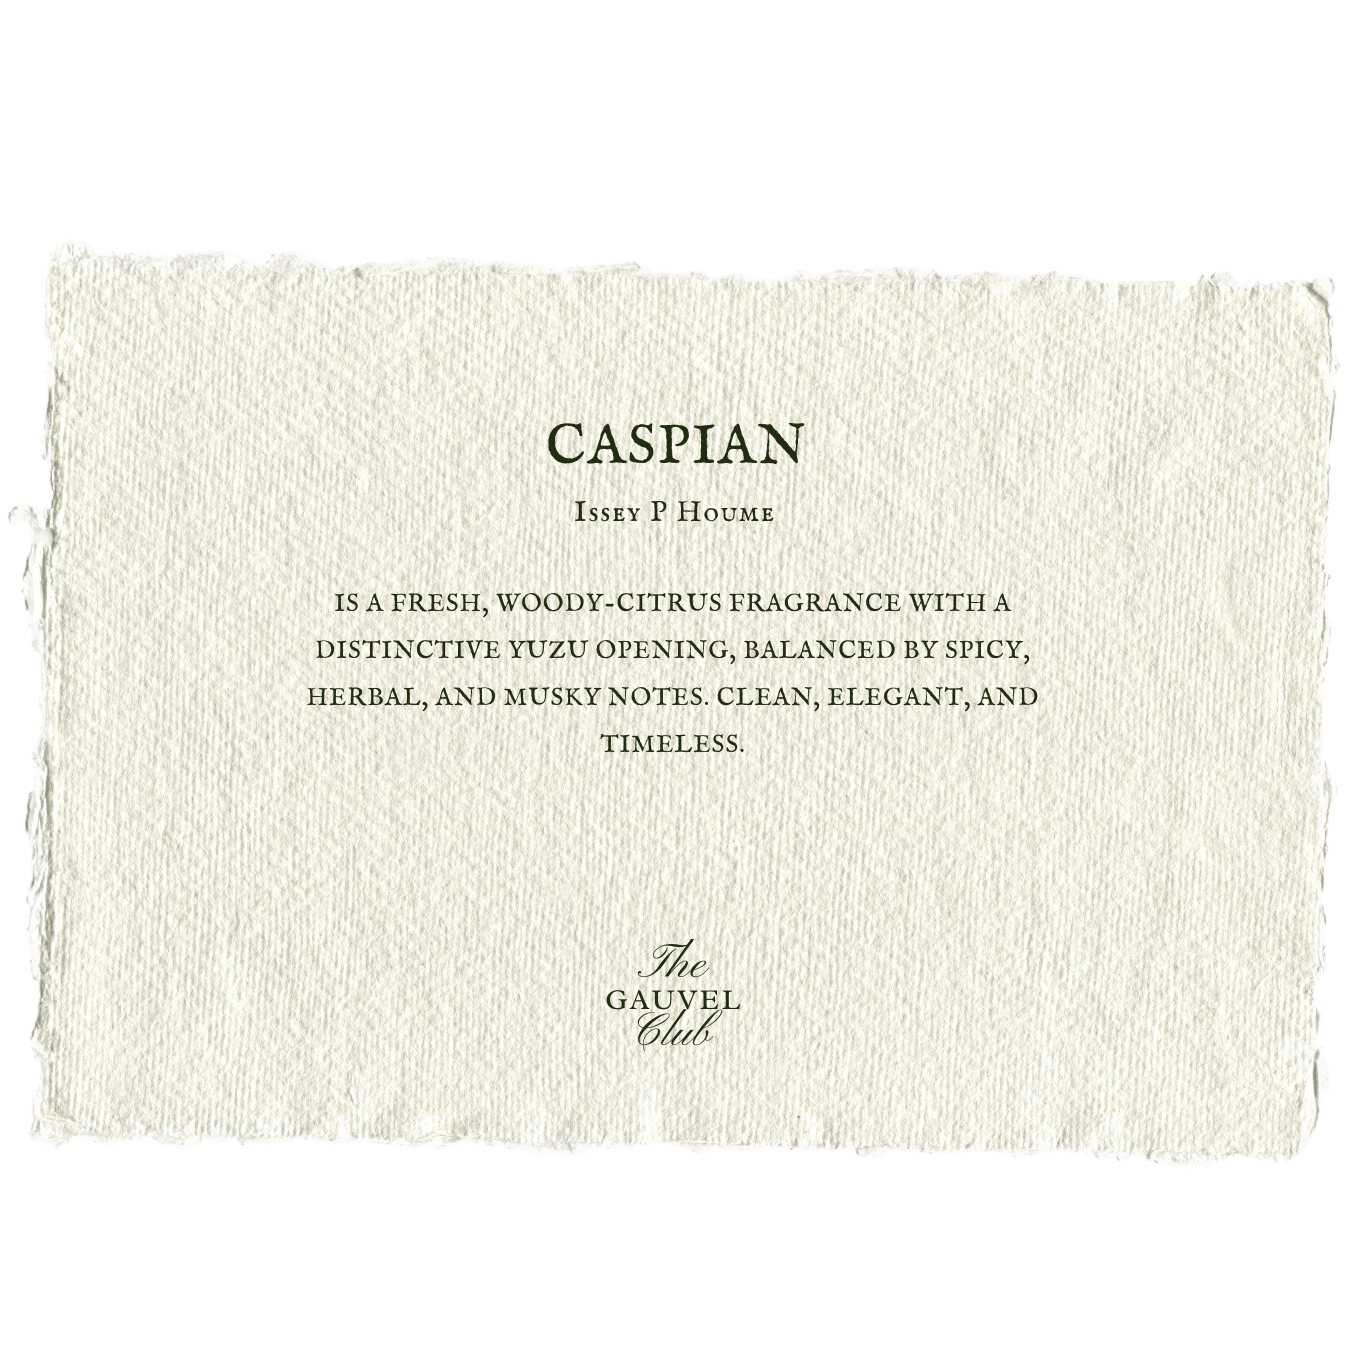 CASPIAN
Issey P Houme
IS A FRESH, WOODY-CITRUS FRAGRANCE WITH A
DISTINCTIVE YUZU OPENING, BALANCED BY SPICY,
HERBAL, AND MUSKY NOTES. CLEAN, ELEGANT, AND
TIMELESS.
The
GAUVEL
Club